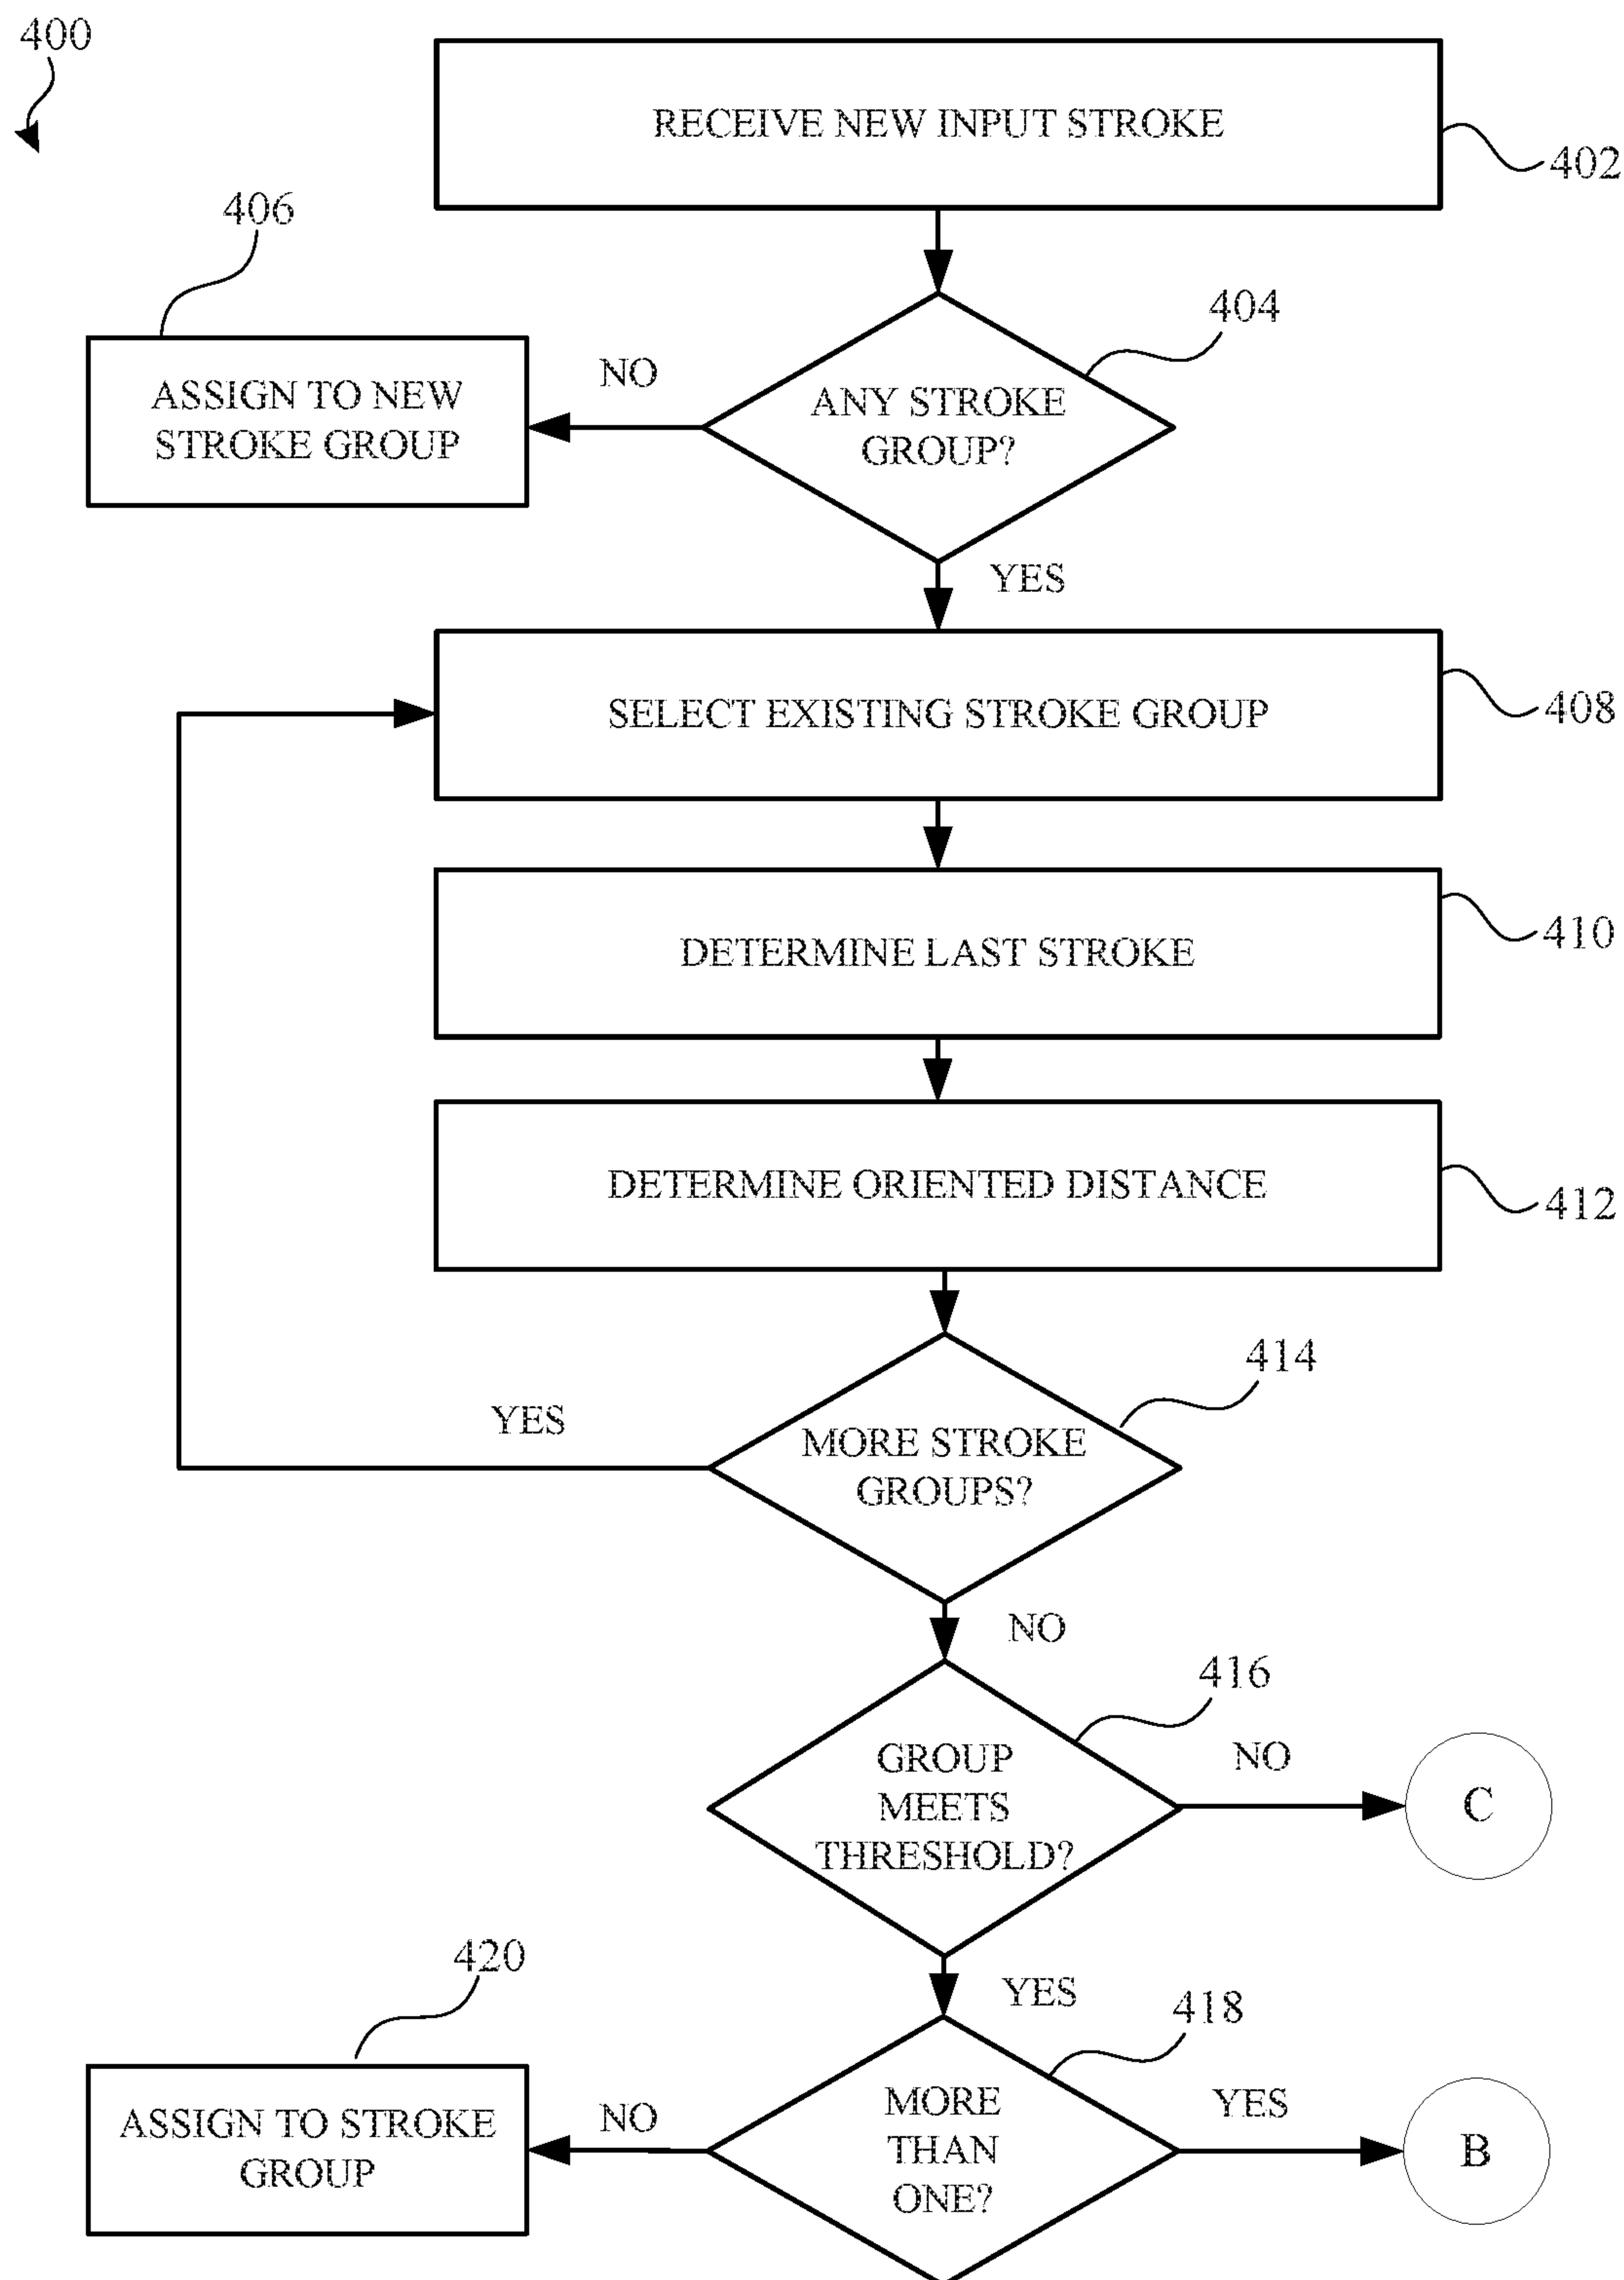 400
RECEIVE NEW INPUT STROKE
402
406
404
ASSIGN TO NEW
STROKE GROUP
NO
ANY STROKE
GROUP?
YES
SELECT EXISTING STROKE GROUP
408
DETERMINE LAST STROKE
410
DETERMINE ORIENTED DISTANCE
412
414
YES
MORE STROKE
GROUPS?
NO
416
GROUP
MEETS
THRESHOLD?
NO
C
420
YES
418
ASSIGN TO STROKE
GROUP
NO
MORE
THAN
ONE?
YES
B